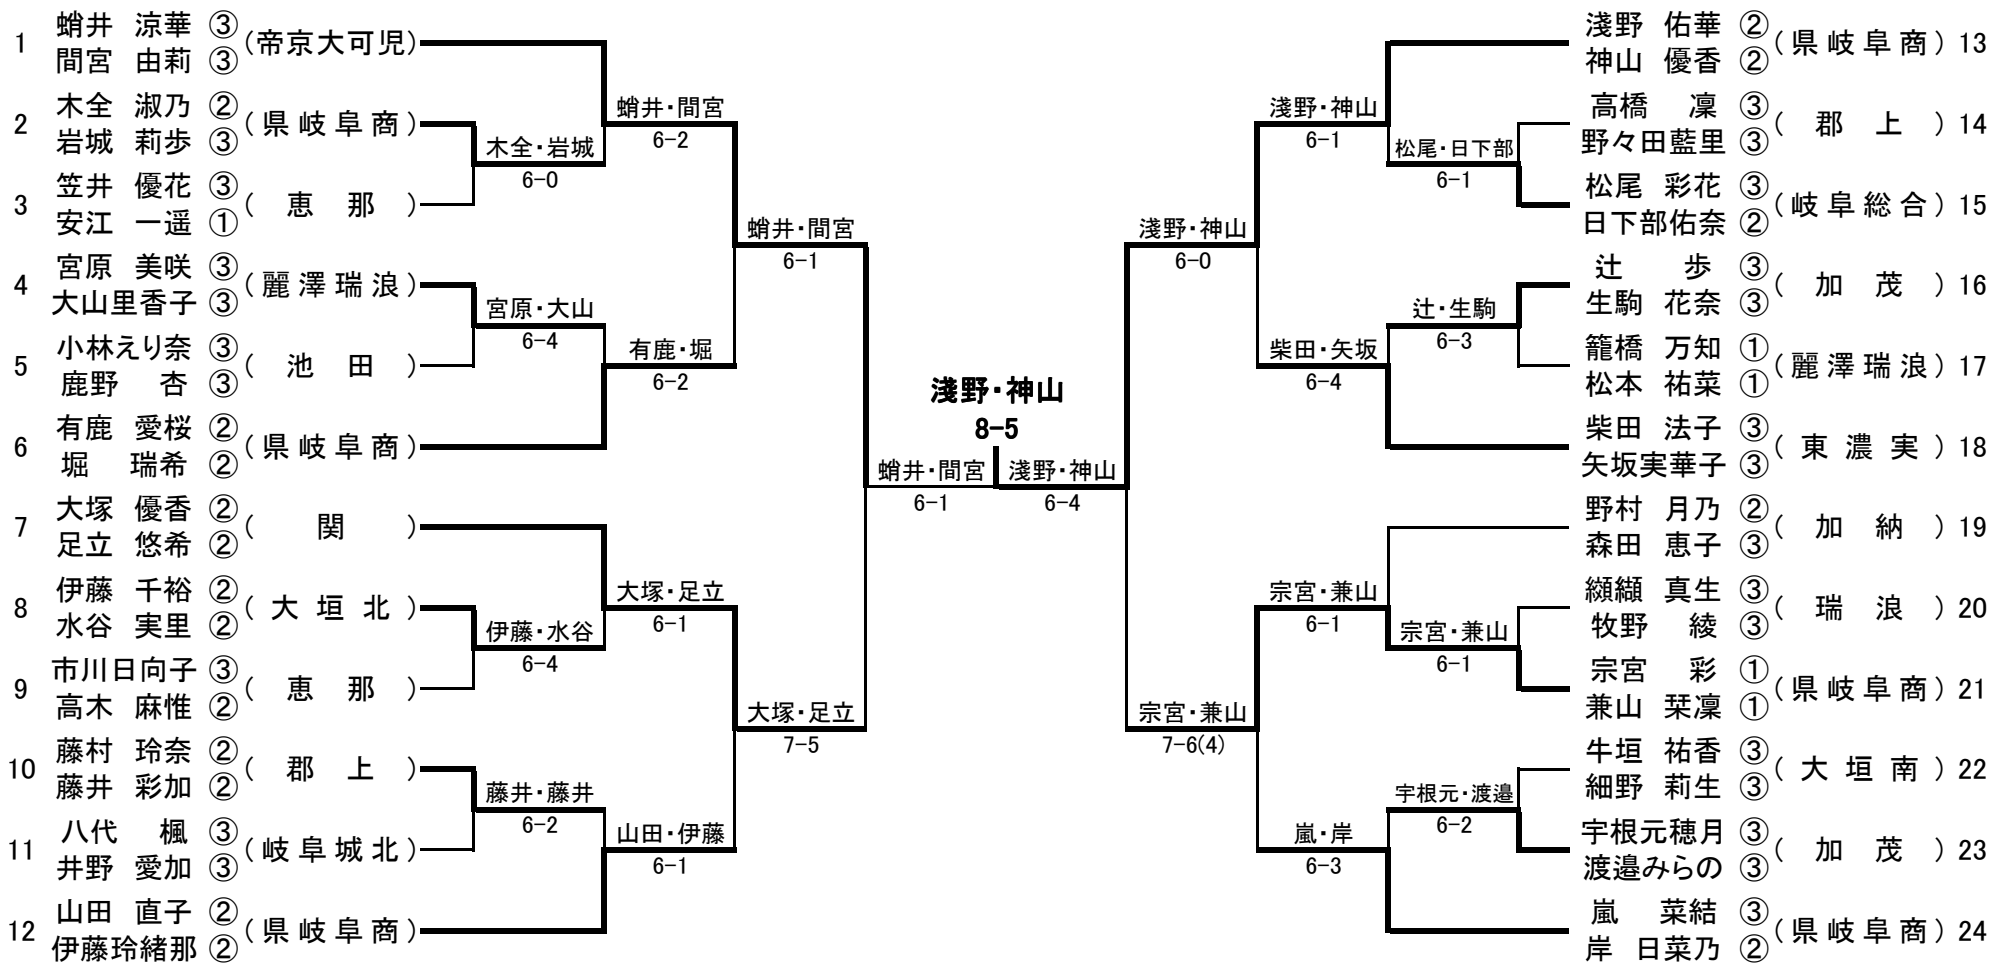 1 蛸井 涼華 ③ (帝京大可児)
間宮 由莉 ③
2 木全 淑乃 ② (県岐阜商)
岩城 莉歩 ③
3 笠井 優花 ③ (恵那)
安江 一遥 ①
4 宮原 美咲 ③ (麗澤瑞浪)
大山里香子 ③
5 小林えり奈 ③ (池田)
鹿野 杏 ③
6 有鹿 愛桜 ② (県岐阜商)
堀 瑞希 ②
7 大塚 優香 ② (関)
足立 悠希 ②
8 伊藤 千裕 ② (大垣北)
水谷 実里 ②
9 市川日向子 ③ (恵那)
高木 麻惟 ②
10 藤村 玲奈 ② (郡上)
藤井 彩加 ②
11 八代 楓 ③ (岐阜城北)
井野 愛加 ③
12 山田 直子 ② (県岐阜商)
伊藤玲緒那 ②
木全・岩城
6-0
宮原・大山
6-4
伊藤・水谷
6-4
藤井・藤井
6-2
蛸井・間宮
6-2
有鹿・堀
6-2
大塚・足立
6-1
山田・伊藤
6-1
蛸井・間宮
6-1
大塚・足立
7-5
蛸井・間宮
6-1
淺野・神山
8-5
淺野・神山
6-4
淺野・神山
6-0
宗宮・兼山
7-6(4)
淺野・神山
6-1
柴田・矢坂
6-4
宗宮・兼山
6-1
嵐・岸
6-3
松尾・日下部
6-1
辻・生駒
6-3
宗宮・兼山
6-1
宇根元・渡邉
6-2
淺野 佑華 ② (県岐阜商) 13
神山 優香 ②
高橋 凜 ③ (郡上) 14
野々田藍里 ③
松尾 彩花 ③ (岐阜総合) 15
日下部佑奈 ②
辻 歩 ③ (加茂) 16
生駒 花奈 ③
籠橋 万知 ① (麗澤瑞浪) 17
松本 祐菜 ①
柴田 法子 ③ (東濃実) 18
矢坂実華子 ③
野村 月乃 ② (加納) 19
森田 恵子 ③
纐纈 真生 ③ (瑞浪) 20
牧野 綾 ③
宗宮 彩 ① (県岐阜商) 21
兼山 栞凜 ①
牛垣 祐香 ③ (大垣南) 22
細野 莉生 ③
宇根元穂月 ③ (加茂) 23
渡邉みらの ③
嵐 菜結 ③ (県岐阜商) 24
岸 日菜乃 ②